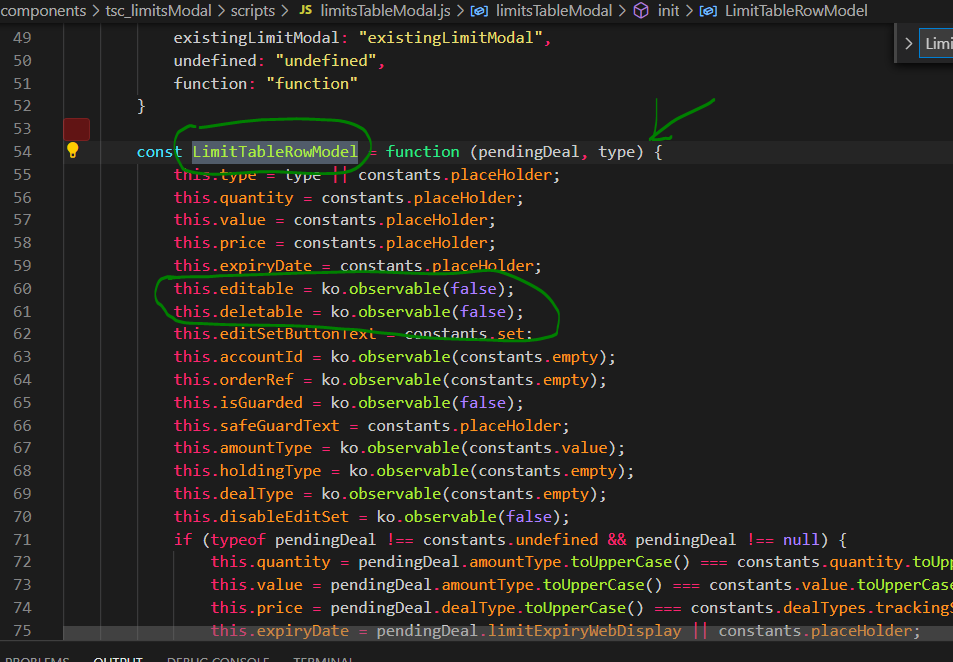 components > tsc_limitsModal > scripts > JS limitsTableModal.js > limitsTableModal > init > LimitTableRowModel
49 existingLimitModal: "existingLimitModal",
50 undefined: "undefined",
51 function: "function"
52 }
> Limi
53
54 const LimitTableRowModel = function (pendingDeal, type) {
55 this.type = type || constants.placeHolder;
56 this.quantity = constants.placeHolder;
57 this.value = constants.placeHolder;
58 this.price = constants.placeHolder;
59 this.expiryDate = constants.placeHolder;
60 this.editable = ko.observable(false);
61 this.deletable = ko.observable(false);
62 this.editSetButtonText = constants.set;
63 this.accountId = ko.observable(constants.empty);
64 this.orderRef = ko.observable(constants.empty);
65 this.isGuarded = ko.observable(false);
66 this.safeGuardText = constants.placeHolder;
67 this.amountType = ko.observable(constants.value);
68 this.holdingType = ko.observable(constants.empty);
69 this.dealType = ko.observable(constants.empty);
70 this.disableEditSet = ko.observable(false);
71 if (typeof pendingDeal !== constants.undefined && pendingDeal !== null) {
72 this.quantity = pendingDeal.amountType.toUpperCase() === constants.quantity.toUpp
73 this.value = pendingDeal.amountType.toUpperCase() === constants.value.toUpperCase
74 this.price = pendingDeal.dealType.toUpperCase() === constants.dealTypes.trackingS
75 this.expiryDate = pendingDeal.limitExpiryWebDisplay || constants.placeHolder;
PROBLEMS OUTPUT DEBUG CONSOLE TERMINAL